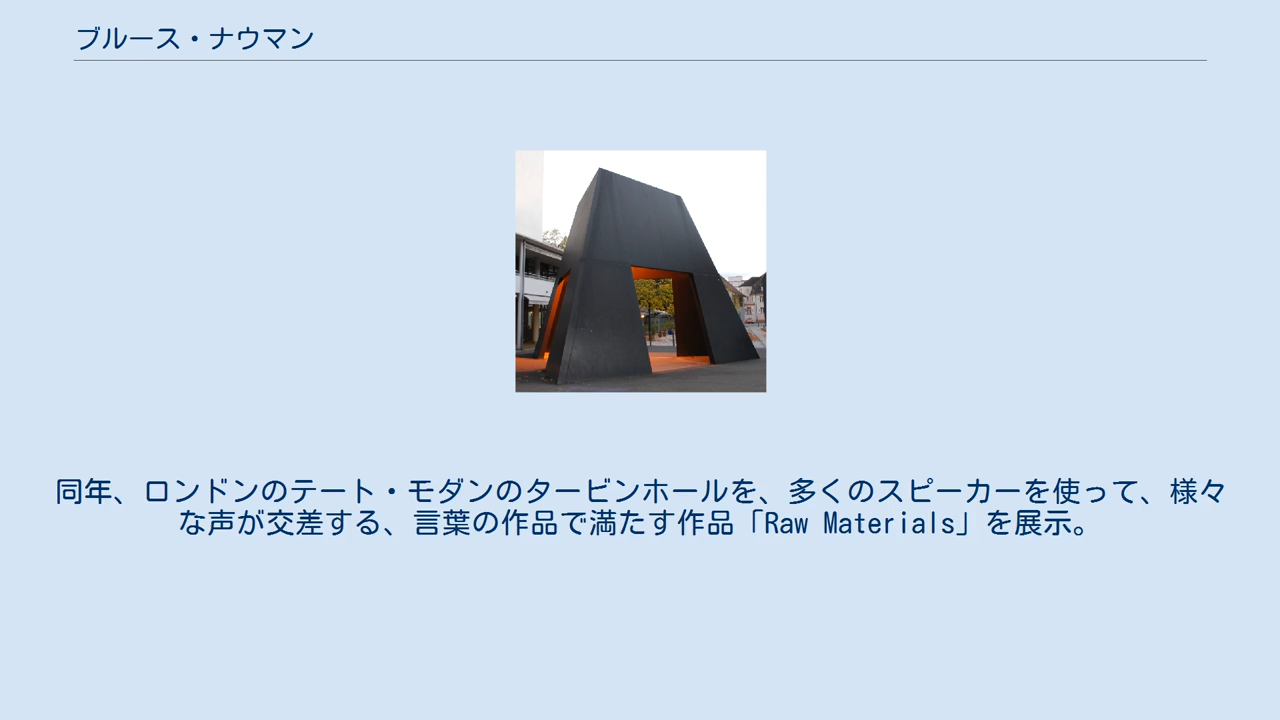 ブルース・ナウマン
同年、ロンドンのテート・モダンのタービンホールを、多くのスピーカーを使って、様々
な声が交差する、言葉の作品で満たす作品「Raw Materials」を展示。